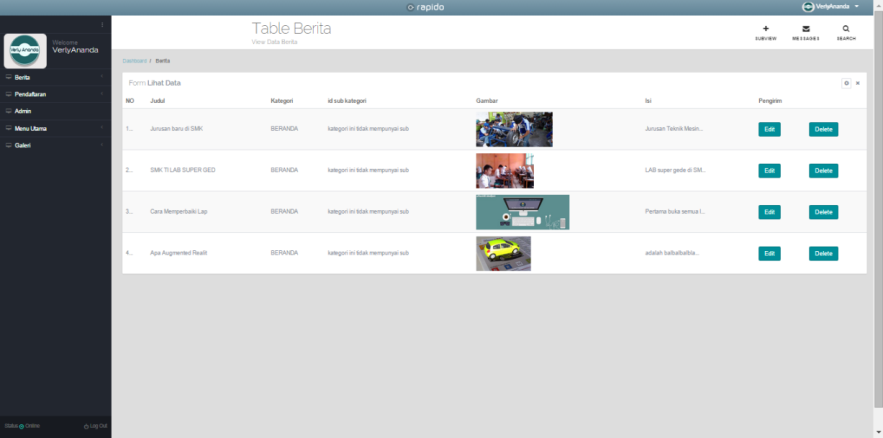 rapido
VerlyAnanda
Welcome
VerlyAnanda
Berita
Pendaftaran
Admin
Menu Utama
Galeri
Status Online
Log Out
Table Berita
View Data Berita
SUBVIEW MESSAGES SEARCH
Dashboard / Berita
Form Lihat Data
NO Judul Kategori id sub kategori Gambar Isi Pengirim
1... Jurusan baru di SMK BERANDA kategori ini tidak mempunyai sub Jurusan Teknik Mesin... Edit Delete
2... SMK TI LAB SUPER GED BERANDA kategori ini tidak mempunyai sub LAB super gede di SM... Edit Delete
3... Cara Memperbaiki Lap BERANDA kategori ini tidak mempunyai sub Pertama buka semua l... Edit Delete
4... Apa Augmented Realit BERANDA kategori ini tidak mempunyai sub adalah balbalbalbla... Edit Delete